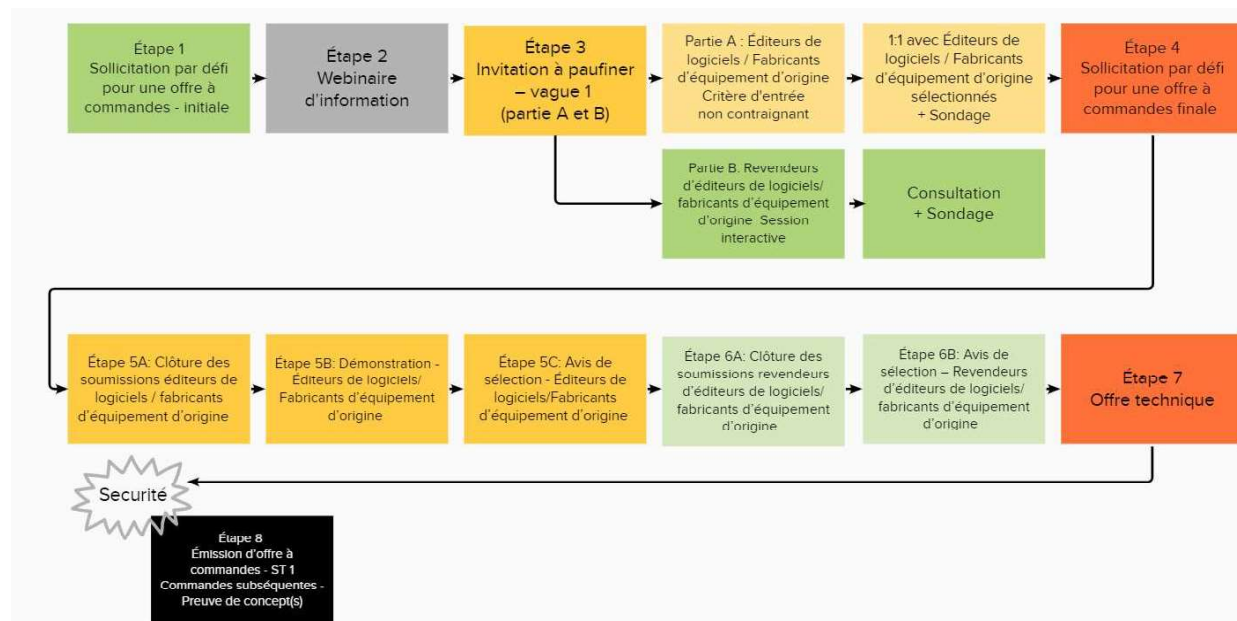 Étape 1
Sollicitation par défi
pour une offre à
commandes - initiale
Étape 2
Webinaire
d'information
Étape 3
Invitation à paufiner
– vague 1
(partie A et B)
Partie A : Éditeurs de
logiciels / Fabricants
d'équipement d'origine
Critère d'entrée
non contraignant
1:1 avec Éditeurs de
logiciels / Fabricants
d'équipement d'origine
sélectionnés
+ Sondage
Étape 4
Sollicitation par défi
pour une offre à
commandes finale
Partie B: Revendeurs
d'éditeurs de logiciels/
fabricants d'équipement
d'origine Session
interactive
Consultation
+ Sondage
Étape 5A: Clôture des
soumissions éditeurs de
logiciels / fabricants
d'équipement d'origine
Étape 5B: Démonstration -
Éditeurs de logiciels/
Fabricants d'équipement
d'origine
Étape 5C: Avis de
sélection - Éditeurs de
logiciels/Fabricants
d'équipement d'origine
Étape 6A: Clôture des
soumissions revendeurs
d'éditeurs de logiciels/
fabricants d'équipement
d'origine
Étape 6B: Avis de
sélection – Revendeurs
d'éditeurs de logiciels/
fabricants d'équipement
d'origine
Étape 7
Offre technique
Securité
Étape 8
Émission d'offre à
commandes - ST 1
Commandes subséquentes -
Preuve de concept(s)